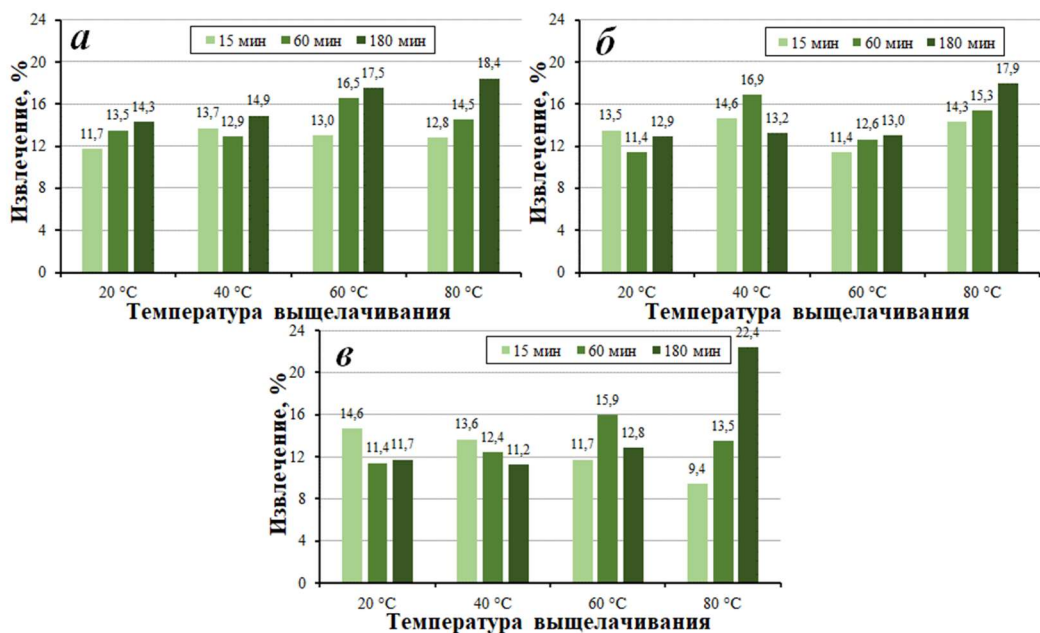 а
Извлечение, %
24
20
16
12
8
4
0
15 мин 60 мин 180 мин
11,7 13,5 14,3
13,7 12,9 14,9
13,0 16,5 17,5
12,8 14,5 18,4
20 °C 40 °C 60 °C 80 °C
Температура выщелачивания
б
Извлечение, %
24
20
16
12
8
4
0
15 мин 60 мин 180 мин
13,5 11,4 12,9
14,6 16,9 13,2
11,4 12,6 13,0
14,3 15,3 17,9
20 °C 40 °C 60 °C 80 °C
Температура выщелачивания
в
Извлечение, %
24
20
16
12
8
4
0
15 мин 60 мин 180 мин
14,6 11,4 11,7
13,6 12,4 11,2
11,7 15,9 12,8
9,4 13,5 22,4
20 °C 40 °C 60 °C 80 °C
Температура выщелачивания